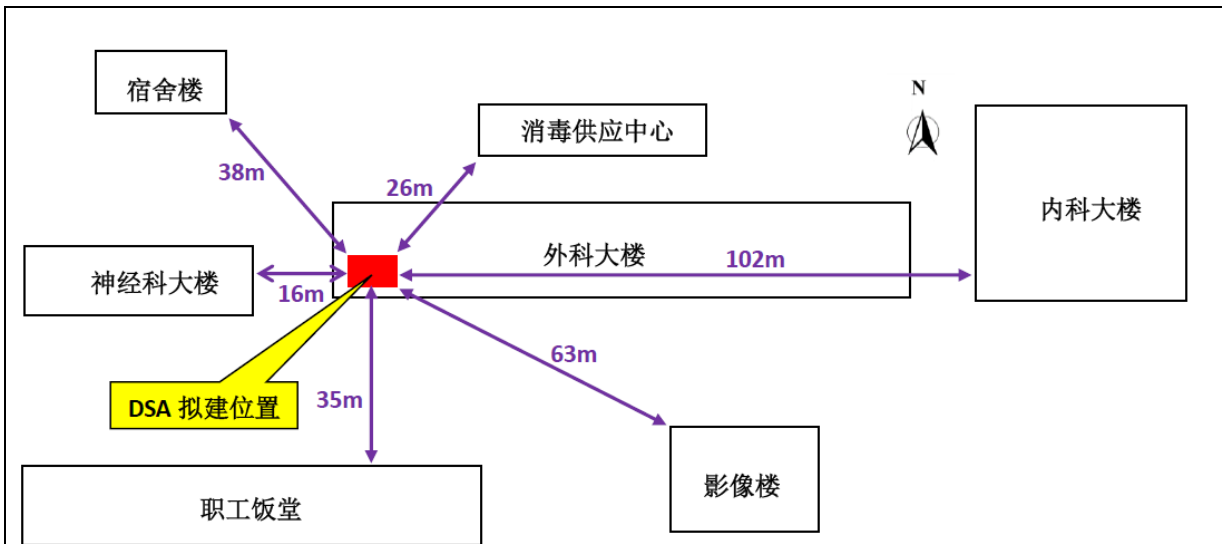 宿舍楼
N
消毒供应中心
38m
26m
内科大楼
外科大楼
102m
神经科大楼
16m
63m
DSA 拟建位置
35m
影像楼
职工饭堂